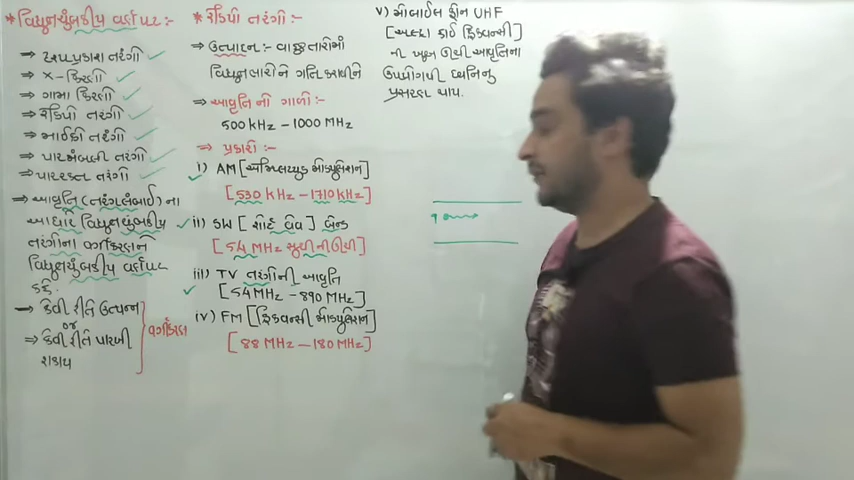 * વિદ્યુતચુંબકીય વર્ણપટ :-
⇒ દૃશ્યપ્રકાશ તરંગો
⇒ x-કિરણો
⇒ ગામા કિરણો
⇒ રેડિયો તરંગો
⇒ માઈક્રો તરંગો
⇒ પારજાંબલી તરંગો
⇒ પારરક્ત તરંગો
⇒ આવૃત્તિ (તરંગલંબાઈ) ના
આધારે વિદ્યુતચુંબકીય
તરંગોના વર્ગીકરણને
વિદ્યુતચુંબકીય વર્ણપટ
કહે.
→ કેવી રીતે ઉત્પન્ન
or
⇒ કેવી રીતે પારખી
શકાય
વર્ગીકરણ
* રેડિયો તરંગો :-
⇒ ઉત્પાદન :- વાહક તારોમાં
વિદ્યુતભારોને ગતિ કરાવીને
⇒ આવૃત્તિ નો ગાળો :-
500 kHz - 1000 MHz
⇒ પ્રકારો :-
i) AM [એમ્પ્લિટ્યુડ મોડ્યુલેશન]
[530 kHz - 1710 kHz]
ii) SW [શોર્ટ વેવ] બેન્ડ
[54 MHz સુધીની ઊંચી]
iii) TV તરંગોની આવૃત્તિ
[54 MHz - 890 MHz]
iv) FM [ફ્રિકવન્સી મોડ્યુલેશન]
[88 MHz - 180 MHz]
v) મોબાઈલ ફોન UHF
[અલ્ટ્રા હાઈ ફ્રિકવન્સી]
ની ખૂબ ઊંચી આવૃત્તિના
ઉપયોગથી ધ્વનિનું
પ્રસરણ થાય.